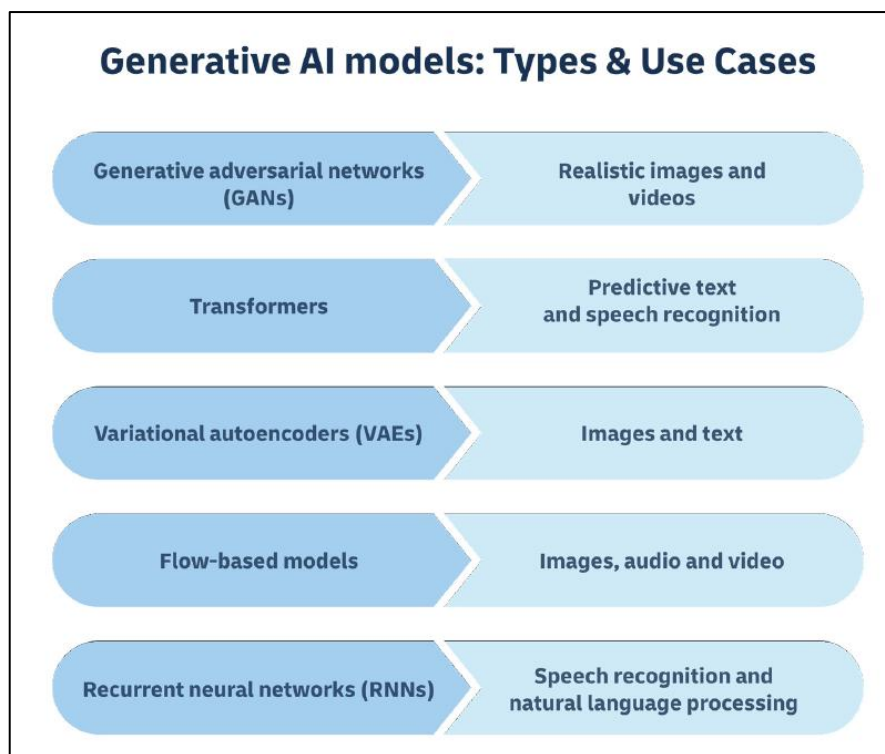 Generative AI models: Types & Use Cases
Generative adversarial networks
(GANs)
Realistic images and
videos
Transformers
Predictive text
and speech recognition
Variational autoencoders (VAEs)
Images and text
Flow-based models
Images, audio and video
Recurrent neural networks (RNNs)
Speech recognition and
natural language processing